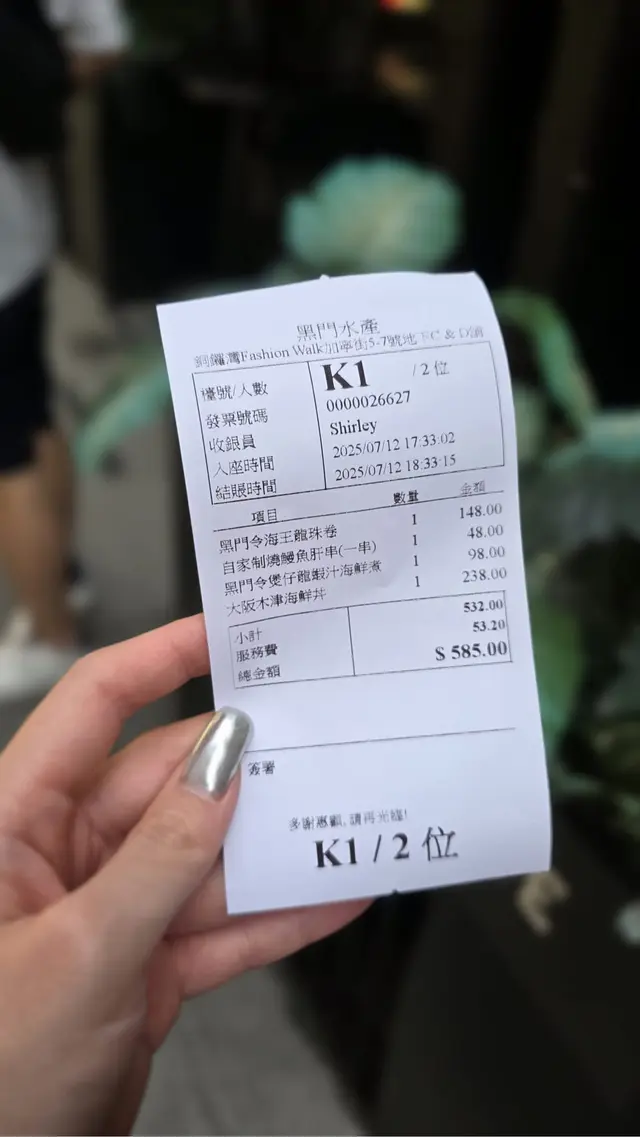 黑門水產
銅鑼灣Fashion Walk加寧街5-7號地下C & D舖
檯號/人數 K1 / 2 位
發票號碼 0000026627
收銀員 Shirley
入座時間 2025/07/12 17:33:02
結賬時間 2025/07/12 18:33:15
項目 數量 金額
黑門令海王龍珠卷 1 148.00
自家制燒鰻魚肝串(一串) 1 48.00
黑門令煲仔龍蝦汁海鮮煮 1 98.00
大阪木津海鮮丼 1 238.00
小計 532.00
服務費 53.20
總金額 $ 585.00
簽署
多謝惠顧, 請再光臨!
K1 / 2 位